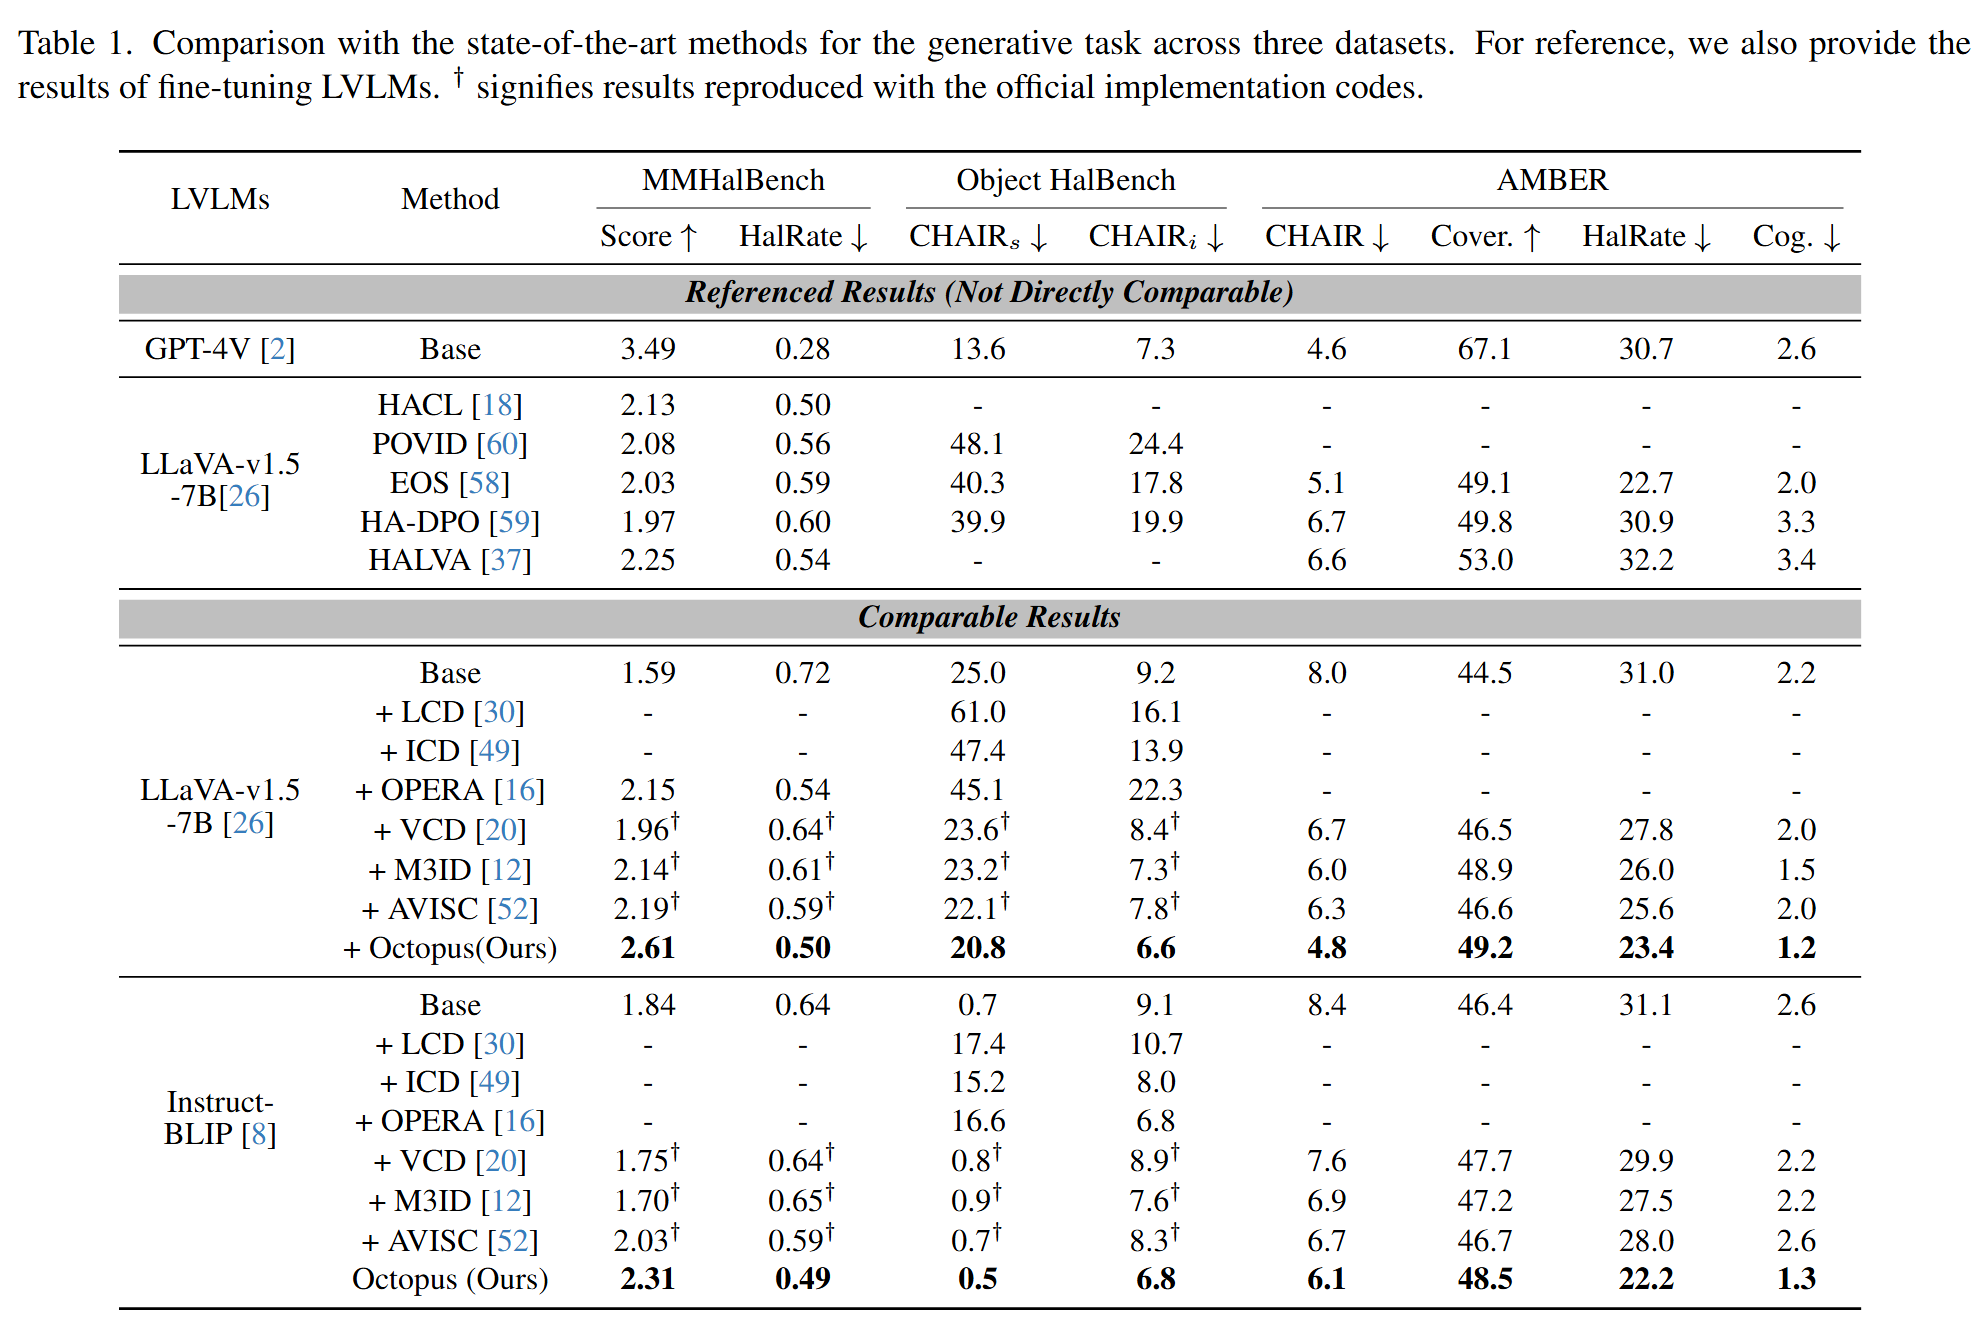 Table 1. Comparison with the state-of-the-art methods for the generative task across three datasets. For reference, we also provide the
results of fine-tuning LVLMs. † signifies results reproduced with the official implementation codes.
LVLMs Method MMHalBench Object HalBench AMBER
Score ↑ HalRate ↓ CHAIRs ↓ CHAIRi ↓ CHAIR ↓ Cover. ↑ HalRate ↓ Cog. ↓
Referenced Results (Not Directly Comparable)
GPT-4V [2] Base 3.49 0.28 13.6 7.3 4.6 67.1 30.7 2.6
LLaVA-v1.5
-7B[26]
HACL [18] 2.13 0.50 - - - - - -
POVID [60] 2.08 0.56 48.1 24.4 - - - -
EOS [58] 2.03 0.59 40.3 17.8 5.1 49.1 22.7 2.0
HA-DPO [59] 1.97 0.60 39.9 19.9 6.7 49.8 30.9 3.3
HALVA [37] 2.25 0.54 - - 6.6 53.0 32.2 3.4
Comparable Results
LLaVA-v1.5
-7B [26]
Base 1.59 0.72 25.0 9.2 8.0 44.5 31.0 2.2
+ LCD [30] - - 61.0 16.1 - - - -
+ ICD [49] - - 47.4 13.9 - - - -
+ OPERA [16] 2.15 0.54 45.1 22.3 - - - -
+ VCD [20] 1.96† 0.64† 23.6† 8.4† 6.7 46.5 27.8 2.0
+ M3ID [12] 2.14† 0.61† 23.2† 7.3† 6.0 48.9 26.0 1.5
+ AVISC [52] 2.19† 0.59† 22.1† 7.8† 6.3 46.6 25.6 2.0
+ Octopus(Ours) 2.61 0.50 20.8 6.6 4.8 49.2 23.4 1.2
Instruct-
BLIP [8]
Base 1.84 0.64 0.7 9.1 8.4 46.4 31.1 2.6
+ LCD [30] - - 17.4 10.7 - - - -
+ ICD [49] - - 15.2 8.0 - - - -
+ OPERA [16] - - 16.6 6.8 - - - -
+ VCD [20] 1.75† 0.64† 0.8† 8.9† 7.6 47.7 29.9 2.2
+ M3ID [12] 1.70† 0.65† 0.9† 7.6† 6.9 47.2 27.5 2.2
+ AVISC [52] 2.03† 0.59† 0.7† 8.3† 6.7 46.7 28.0 2.6
Octopus (Ours) 2.31 0.49 0.5 6.8 6.1 48.5 22.2 1.3